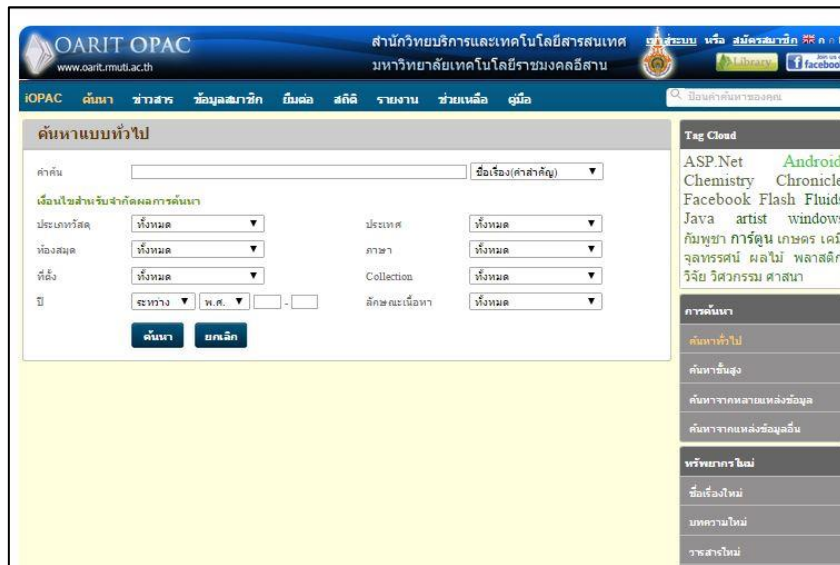 OARIT OPAC
www.oarit.rmuti.ac.th
สำนักวิทยบริการและเทคโนโลยีสารสนเทศ
มหาวิทยาลัยเทคโนโลยีราชมงคลอีสาน
เข้าสู่ระบบ หรือ สมัครสมาชิก
Library
Join us
faceboo
iOPAC ค้นหา ข่าวสาร ข้อมูลสมาชิก ยืมต่อ สถิติ รายงาน ช่วยเหลือ คู่มือ
ป้อนคำค้นหาของคุณ
ค้นหาแบบทั่วไป
คำค้น ชื่อเรื่อง(คำสำคัญ)
เงื่อนไขสำหรับจำกัดผลการค้นหา
ประเภทวัสดุ ทั้งหมด ประเทศ ทั้งหมด
ห้องสมุด ทั้งหมด ภาษา ทั้งหมด
ที่ตั้ง ทั้งหมด Collection ทั้งหมด
ปี ระหว่าง พ.ศ. - ลักษณะเนื้อหา ทั้งหมด
ค้นหา ยกเลิก
Tag Cloud
ASP.Net Android
Chemistry Chronicle
Facebook Flash Fluids
Java artist windows
กัมพูชา การ์ตูน เกษตร เคมี
จุลทรรศน์ ผลไม้ พลาสติก
วิจัย วิศวกรรม ศาสนา
การค้นหา
ค้นหาทั่วไป
ค้นหาขั้นสูง
ค้นหาจากหลายแหล่งข้อมูล
ค้นหาจากแหล่งข้อมูลอื่น
ทรัพยากรใหม่
ชื่อเรื่องใหม่
บทความใหม่
วารสารใหม่